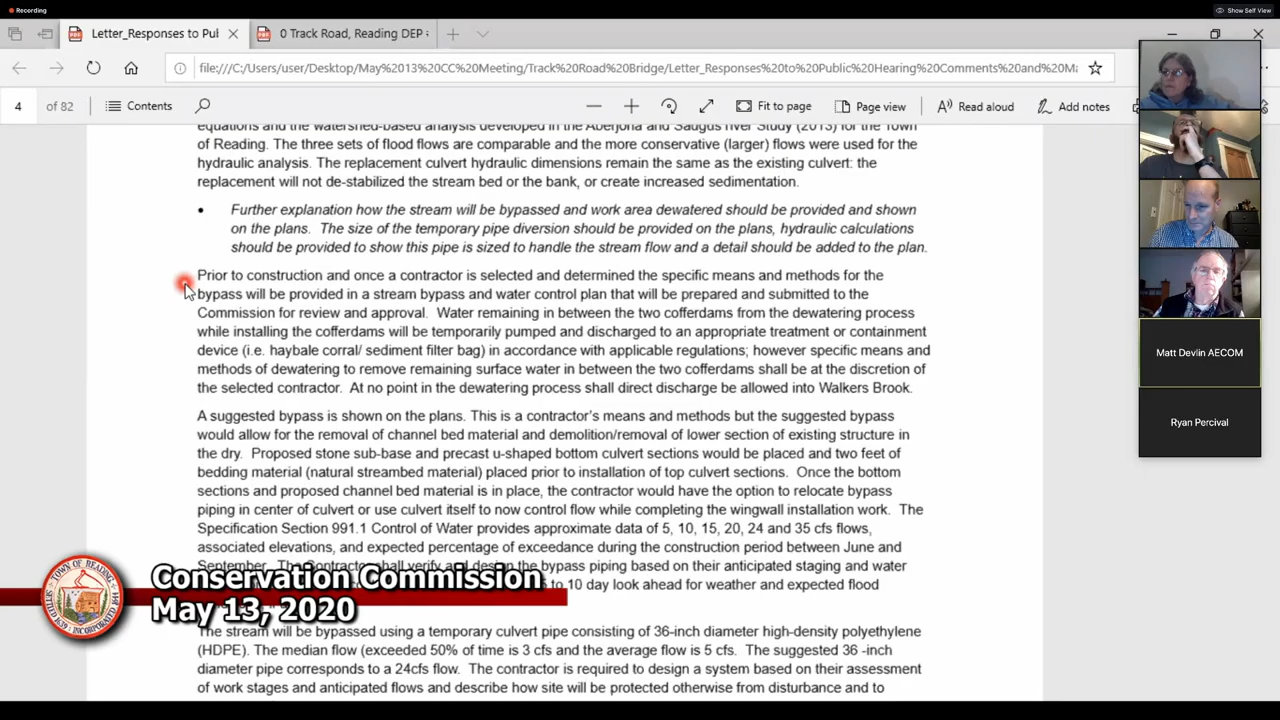 Recording
Show Self View
Letter_Responses to Pul
0 Track Road, Reading DEP
file:///C:/Users/user/Desktop/May%2013%20CC%20Meeting/Track%20Road%20Bridge/Letter_Responses%20to%20Public%20Hearing%20Comments%20and%20Ma
4 of 82
Contents
Fit to page
Page view
Read aloud
Add notes
equations and the watershed-based analysis developed in the Aberjona and Saugus river Study (2013) for the Town
of Reading. The three sets of flood flows are comparable and the more conservative (larger) flows were used for the
hydraulic analysis. The replacement culvert hydraulic dimensions remain the same as the existing culvert: the
replacement will not de-stabilized the stream bed or the bank, or create increased sedimentation.
• Further explanation how the stream will be bypassed and work area dewatered should be provided and shown
on the plans. The size of the temporary pipe diversion should be provided on the plans, hydraulic calculations
should be provided to show this pipe is sized to handle the stream flow and a detail should be added to the plan.
Prior to construction and once a contractor is selected and determined the specific means and methods for the
bypass will be provided in a stream bypass and water control plan that will be prepared and submitted to the
Commission for review and approval. Water remaining in between the two cofferdams from the dewatering process
while installing the cofferdams will be temporarily pumped and discharged to an appropriate treatment or containment
device (i.e. haybale corral/ sediment filter bag) in accordance with applicable regulations; however specific means and
methods of dewatering to remove remaining surface water in between the two cofferdams shall be at the discretion of
the selected contractor. At no point in the dewatering process shall direct discharge be allowed into Walkers Brook.
A suggested bypass is shown on the plans. This is a contractor's means and methods but the suggested bypass
would allow for the removal of channel bed material and demolition/removal of lower section of existing structure in
the dry. Proposed stone sub-base and precast u-shaped bottom culvert sections would be placed and two feet of
bedding material (natural streambed material) placed prior to installation of top culvert sections. Once the bottom
sections and proposed channel bed material is in place, the contractor would have the option to relocate bypass
piping in center of culvert or use culvert itself to now control flow while completing the wingwall installation work. The
Specification Section 991.1 Control of Water provides approximate data of 5, 10, 15, 20, 24 and 35 cfs flows,
associated elevations, and expected percentage of exceedance during the construction period between June and
September. The Contractor shall verify and design the bypass piping based on their anticipated staging and water
to 10 day look ahead for weather and expected flood
The stream will be bypassed using a temporary culvert pipe consisting of 36-inch diameter high-density polyethylene
(HDPE). The median flow (exceeded 50% of time is 3 cfs and the average flow is 5 cfs. The suggested 36 -inch
diameter pipe corresponds to a 24cfs flow. The contractor is required to design a system based on their assessment
of work stages and anticipated flows and describe how site will be protected otherwise from disturbance and to
Matt Devlin AECOM
Ryan Percival
Conservation Commission
May 13, 2020